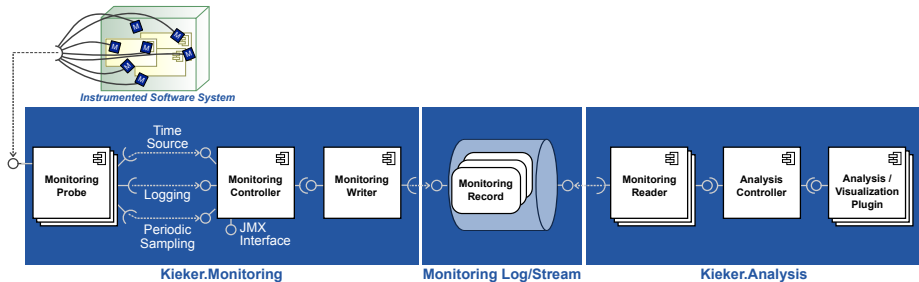 M
M
M
M
M
M
M
Instrumented Software System
Monitoring
Probe
Time
Source
Logging
Periodic
Sampling
Monitoring
Controller
JMX
Interface
Monitoring
Writer
Monitoring
Record
Monitoring
Reader
Analysis
Controller
Analysis /
Visualization
Plugin
Kieker.Monitoring
Monitoring Log/Stream
Kieker.Analysis